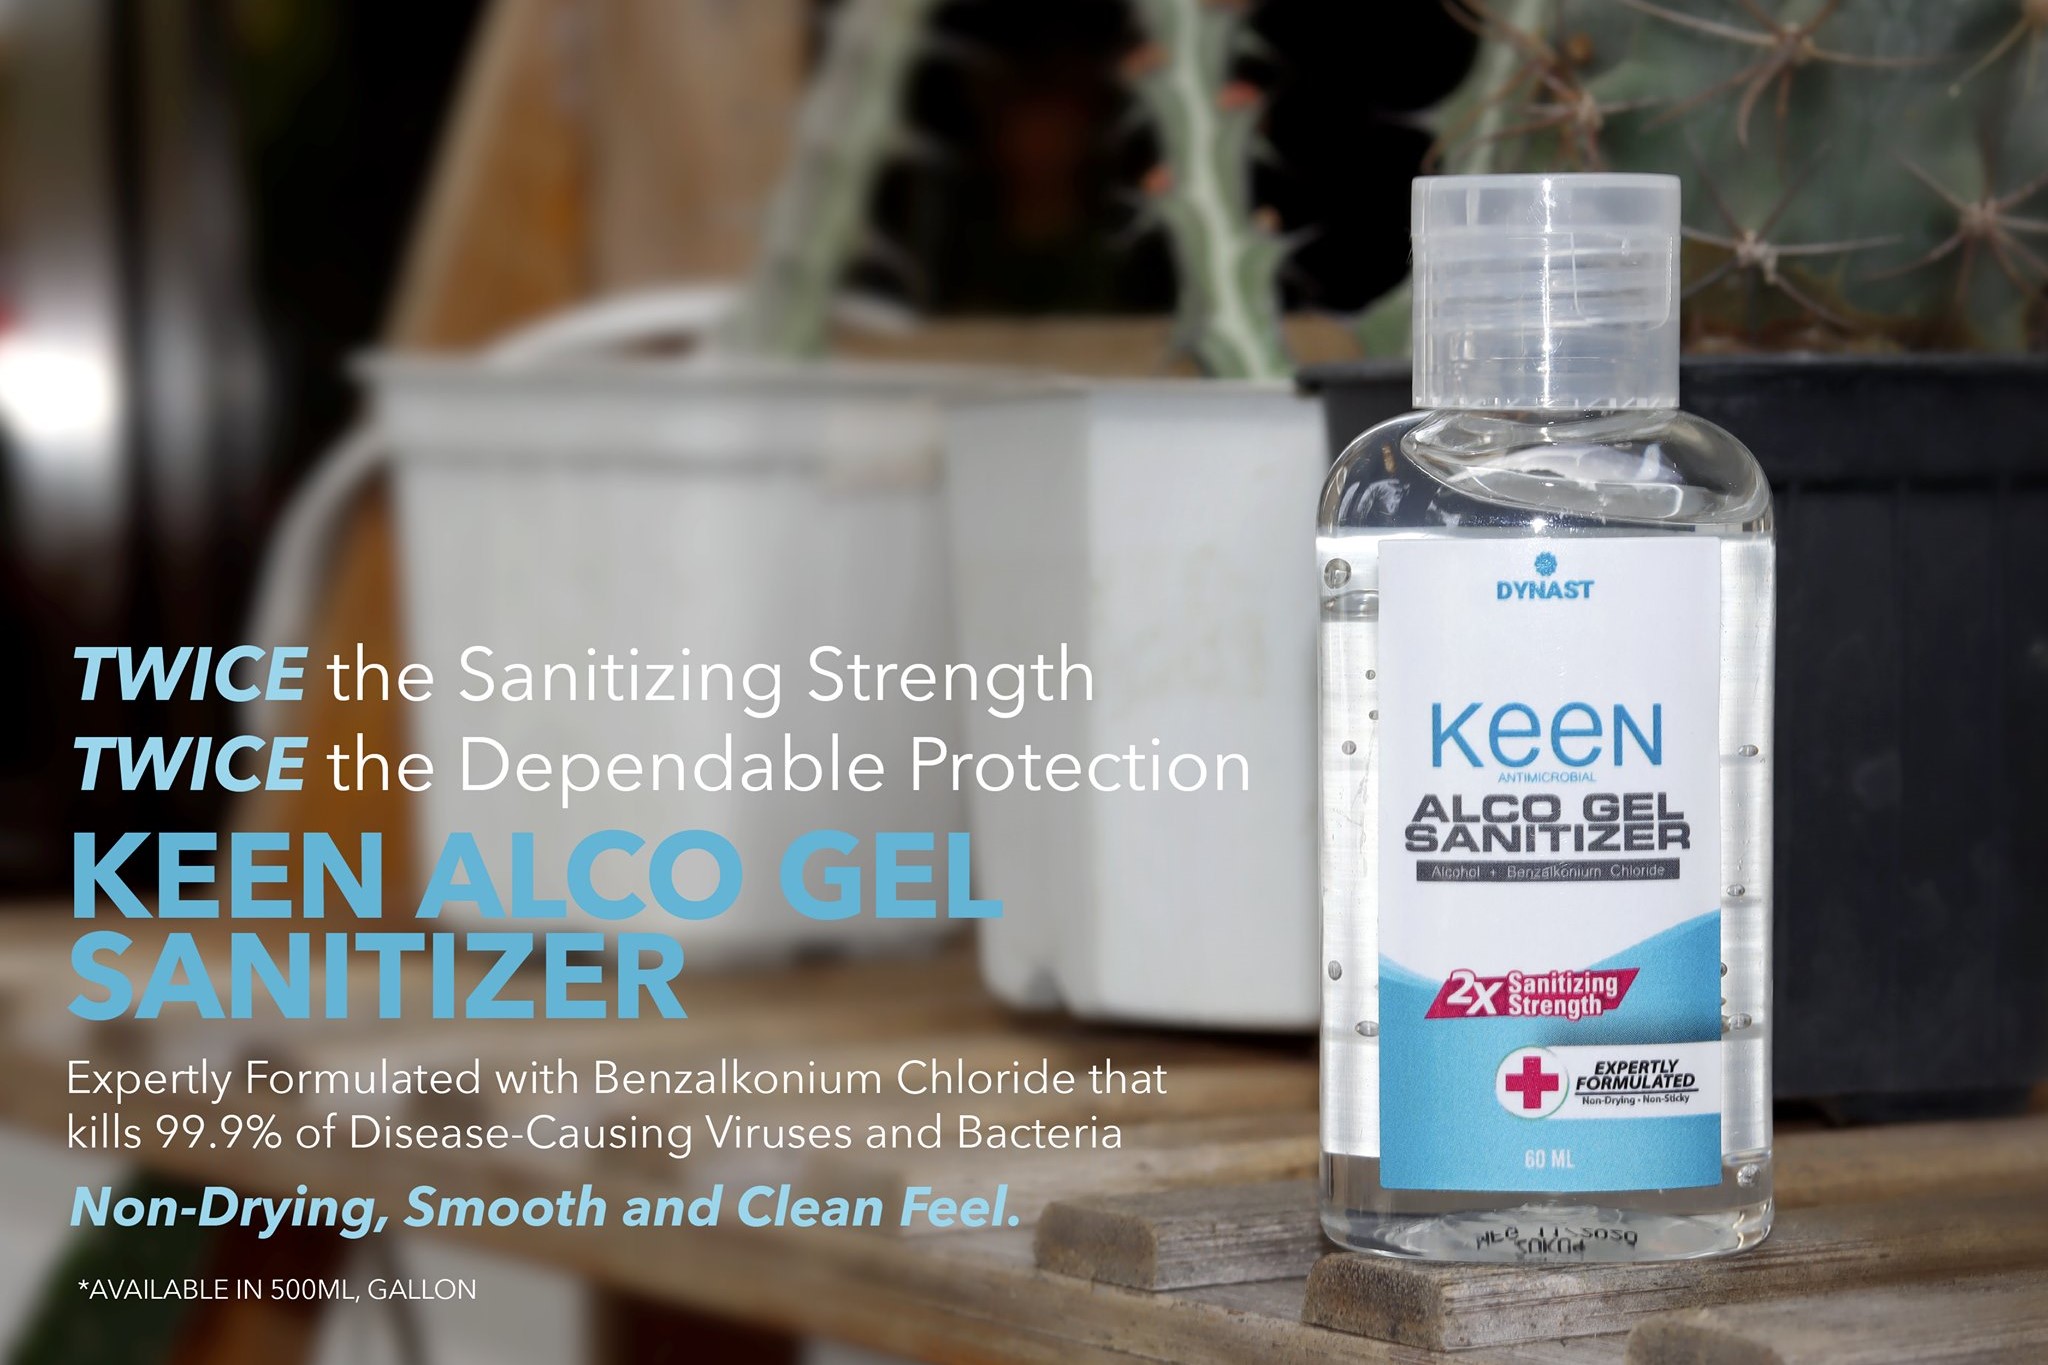 TWICE the Sanitizing Strength
TWICE the Dependable Protection
KEEN ALCO GEL
SANITIZER
Expertly Formulated with Benzalkonium Chloride that
kills 99.9% of Disease-Causing Viruses and Bacteria
Non-Drying, Smooth and Clean Feel.
*AVAILABLE IN 500ML, GALLON
DYNAST
KeeN
ANTIMICROBIAL
ALCO GEL
SANITIZER
Alcohol + Benzalkonium Chloride
2X Sanitizing
Strength
EXPERTLY
FORMULATED
Non-Drying • Non-Sticky
60 ML
MFG 11/2020